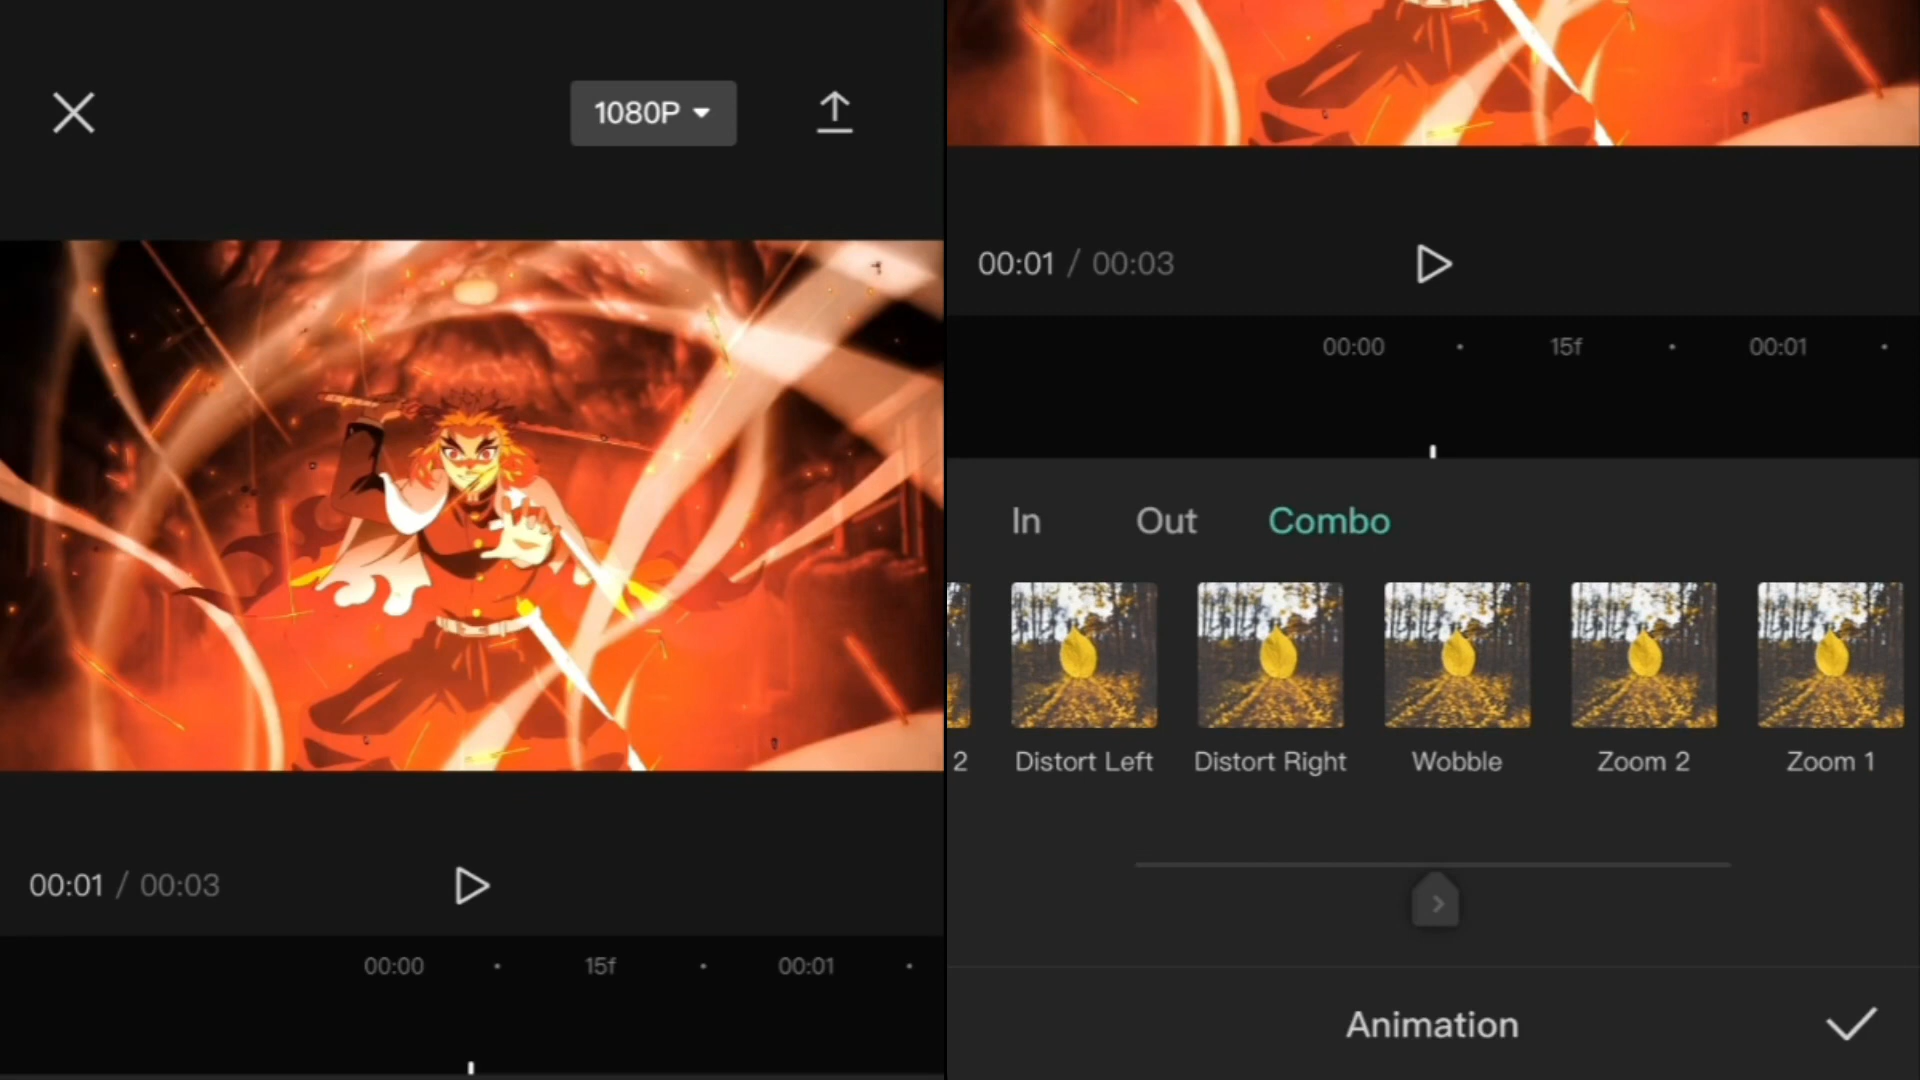 1080P
00:01 / 00:03
00:00 15f 00:01
00:01 / 00:03
00:00 15f 00:01
In Out Combo
2 Distort Left Distort Right Wobble Zoom 2 Zoom 1
Animation